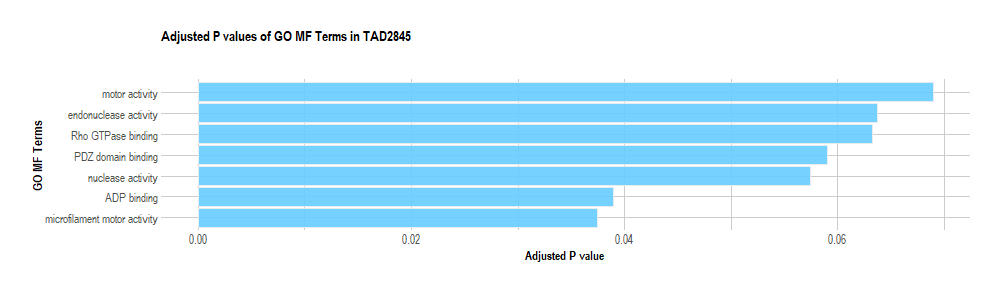 Adjusted P values of GO MF Terms in TAD2845
GO MF Terms
motor activity
endonuclease activity
Rho GTPase binding
PDZ domain binding
nuclease activity
ADP binding
microfilament motor activity
0.00 0.02 0.04 0.06
Adjusted P value